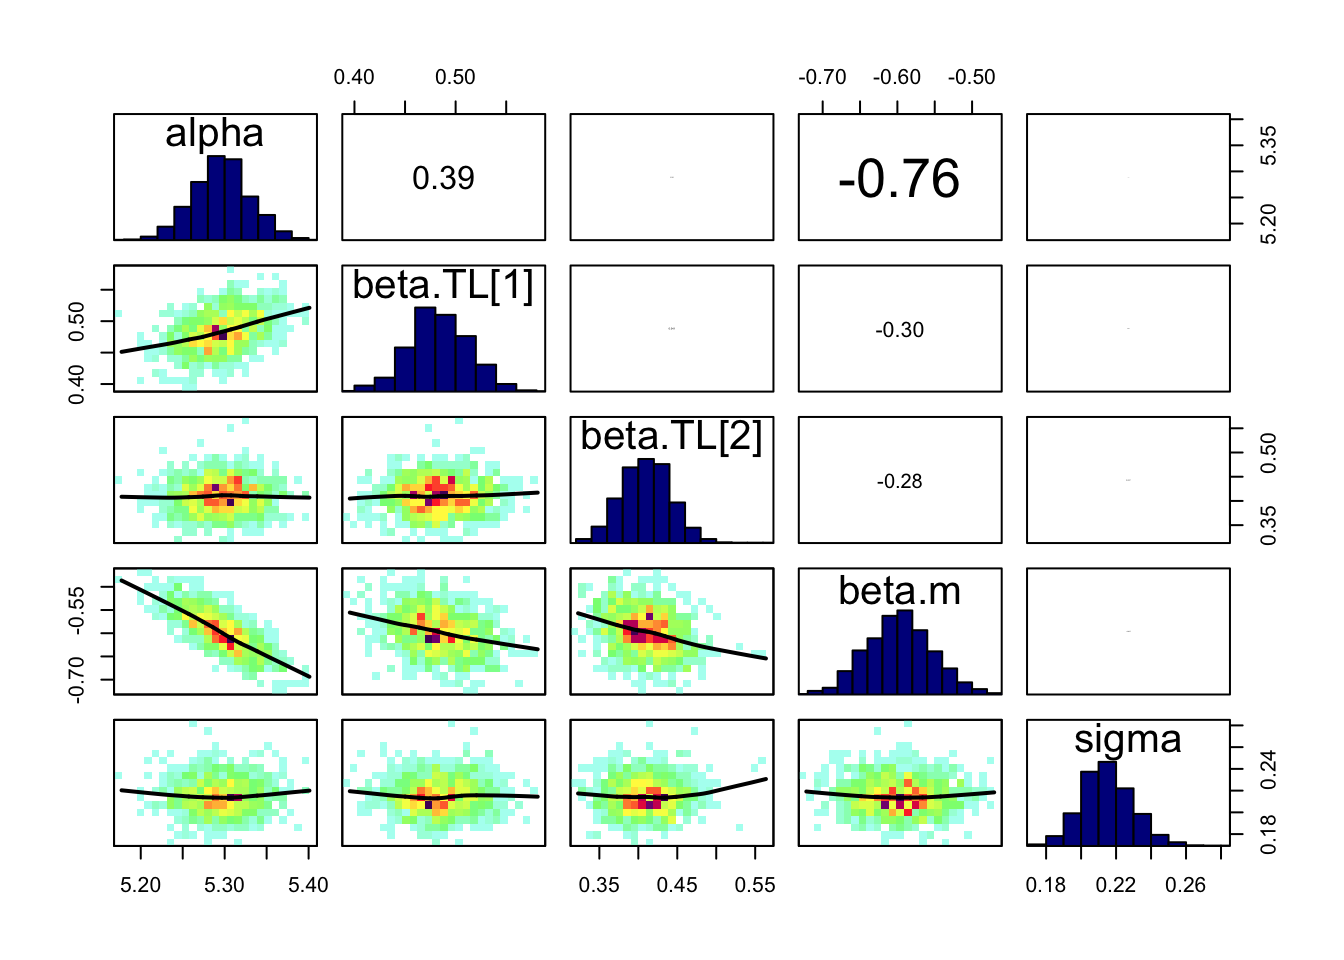 0.40 0.50 -0.70 -0.60 -0.50
alpha 0.39 -0.76 5.20 5.35
0.40 0.50 beta.TL[1] -0.30
beta.TL[2] -0.28 0.35 0.50
-0.70 -0.55 beta.m
sigma 0.18 0.24
5.20 5.30 5.40 0.35 0.45 0.55 0.18 0.22 0.26